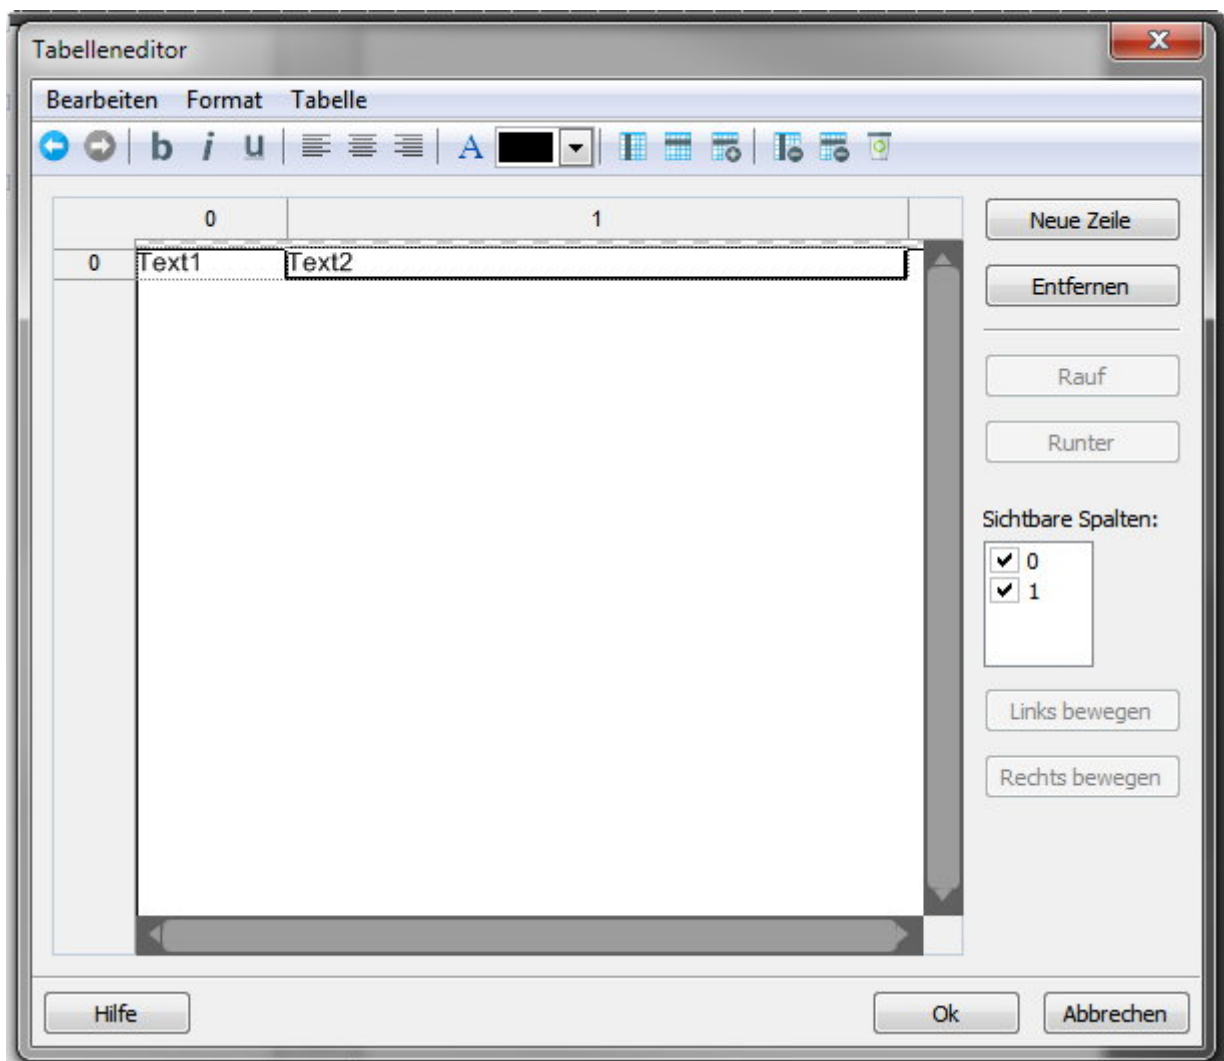 Tabelleneditor
Bearbeiten Format Tabelle
b i u A
0 1
0 Text1 Text2
Neue Zeile
Entfernen
Rauf
Runter
Sichtbare Spalten:
0
1
Links bewegen
Rechts bewegen
Hilfe Ok Abbrechen